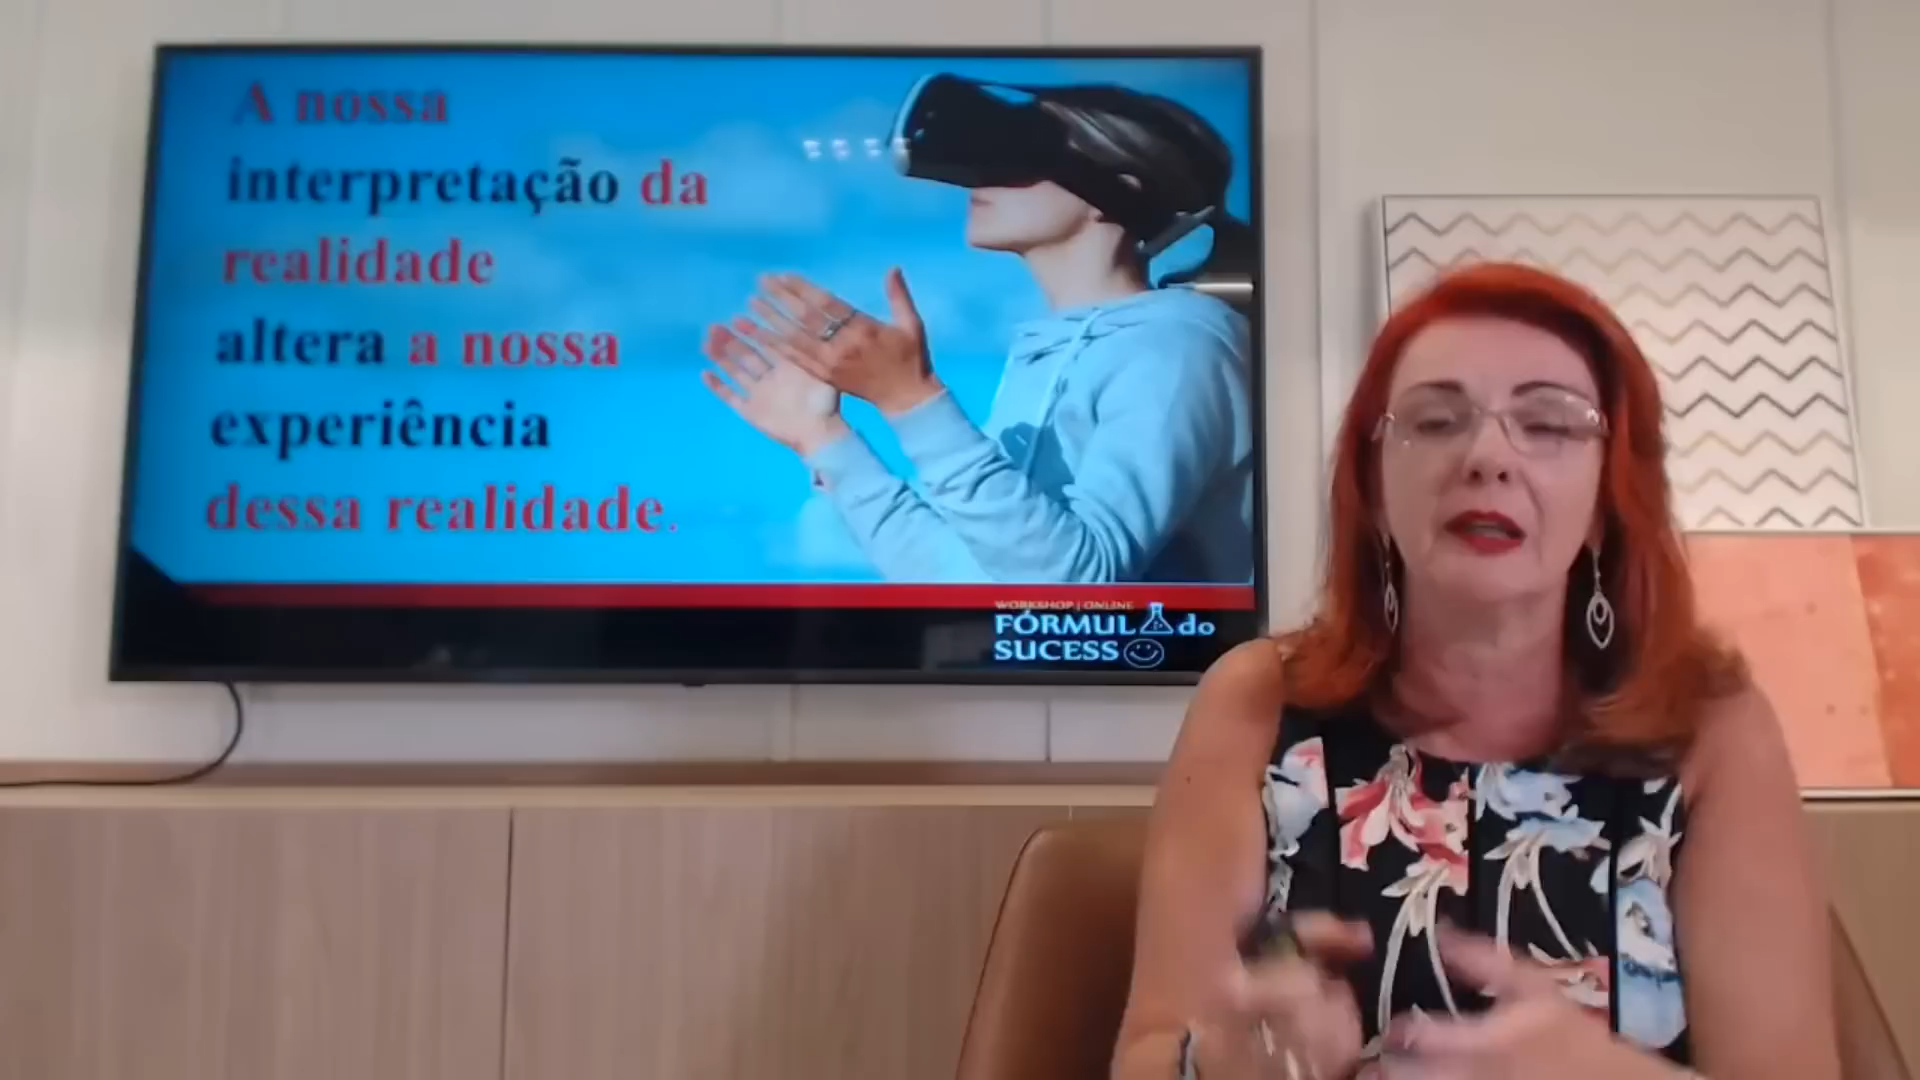 A nossa
interpretação da
realidade
altera a nossa
experiência
dessa realidade.
WORKSHOP | ONLINE
FÓRMUL do
SUCESS